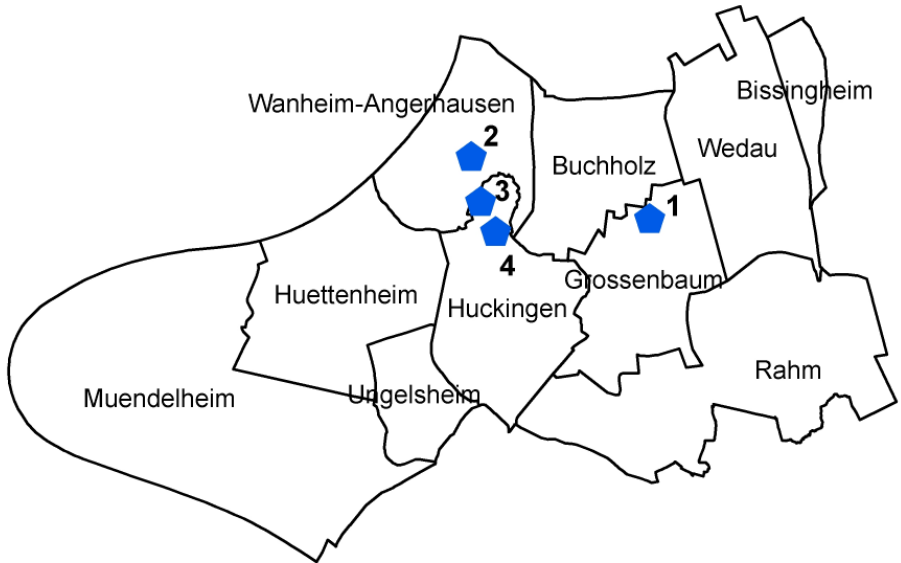 Bissingheim
Wanheim-Angerhausen
2
Wedau
Buchholz
3
1
4
Grossenbaum
Huettenheim
Huckingen
Rahm
Ungelsheim
Muendelheim